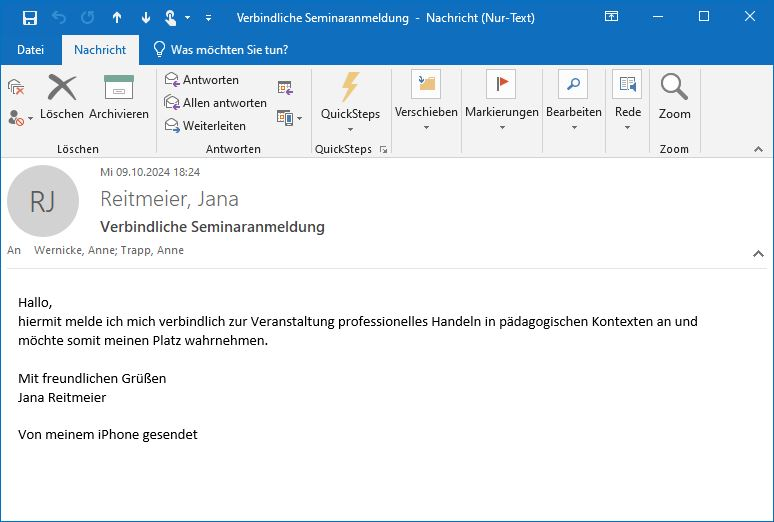 Verbindliche Seminaranmeldung - Nachricht (Nur-Text)
Datei Nachricht Was möchten Sie tun?
Löschen Archivieren
Löschen
Antworten
Allen antworten
Weiterleiten
Antworten
QuickSteps
QuickSteps
Verschieben
Markierungen
Bearbeiten
Rede
Zoom
Zoom
RJ
Mi 09.10.2024 18:24
Reitmeier, Jana
Verbindliche Seminaranmeldung
An Wernicke, Anne; Trapp, Anne
Hallo,
hiermit melde ich mich verbindlich zur Veranstaltung professionelles Handeln in pädagogischen Kontexten an und
möchte somit meinen Platz wahrnehmen.
Mit freundlichen Grüßen
Jana Reitmeier
Von meinem iPhone gesendet